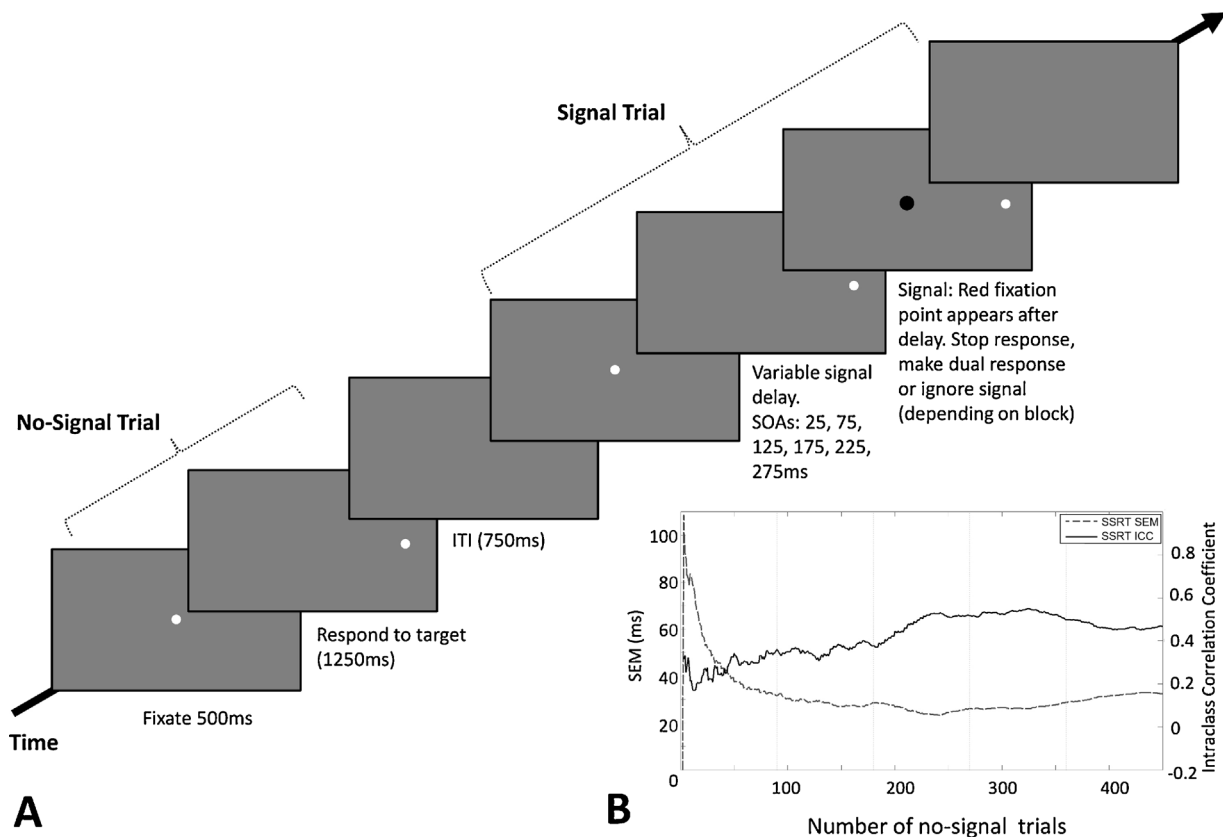 Signal Trial
No-Signal Trial
Signal: Red fixation
point appears after
delay. Stop response,
make dual response
or ignore signal
(depending on block)
Variable signal
delay.
SOAs: 25, 75,
125, 175, 225,
275ms
ITI (750ms)
Respond to target
(1250ms)
Fixate 500ms
Time
A
B
SSRT SEM
SSRT ICC
SEM (ms)
100
80
60
40
20
0
0.8
0.6
0.4
0.2
0
-0.2
Intraclass Correlation Coefficient
100
200
300
400
Number of no-signal trials